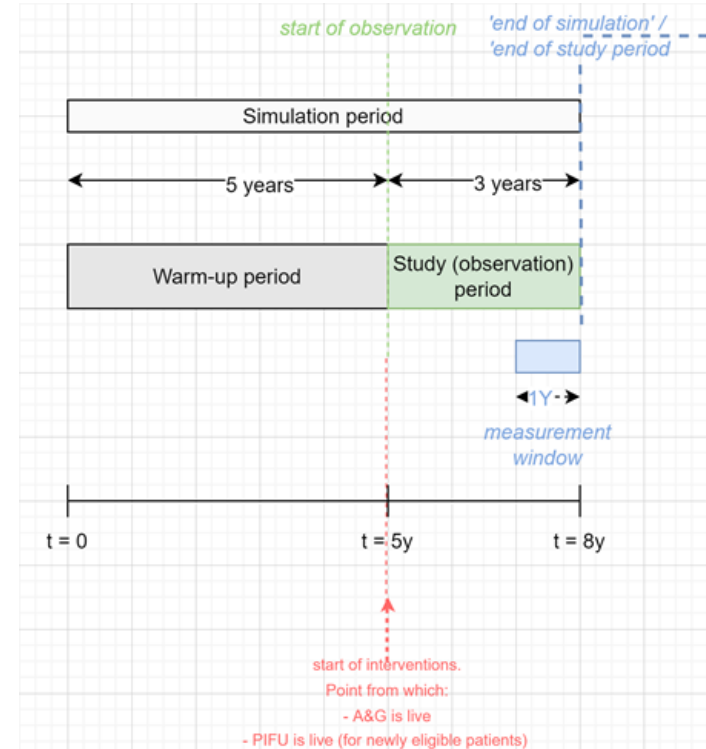 start of observation
'end of simulation' /
'end of study period
Simulation period
5 years
3 years
Warm-up period
Study (observation)
period
1Y
measurement
window
t = 0
t = 5y
t = 8y
start of interventions.
Point from which:
- A&G is live
- PIFU is live (for newly eligible patients)